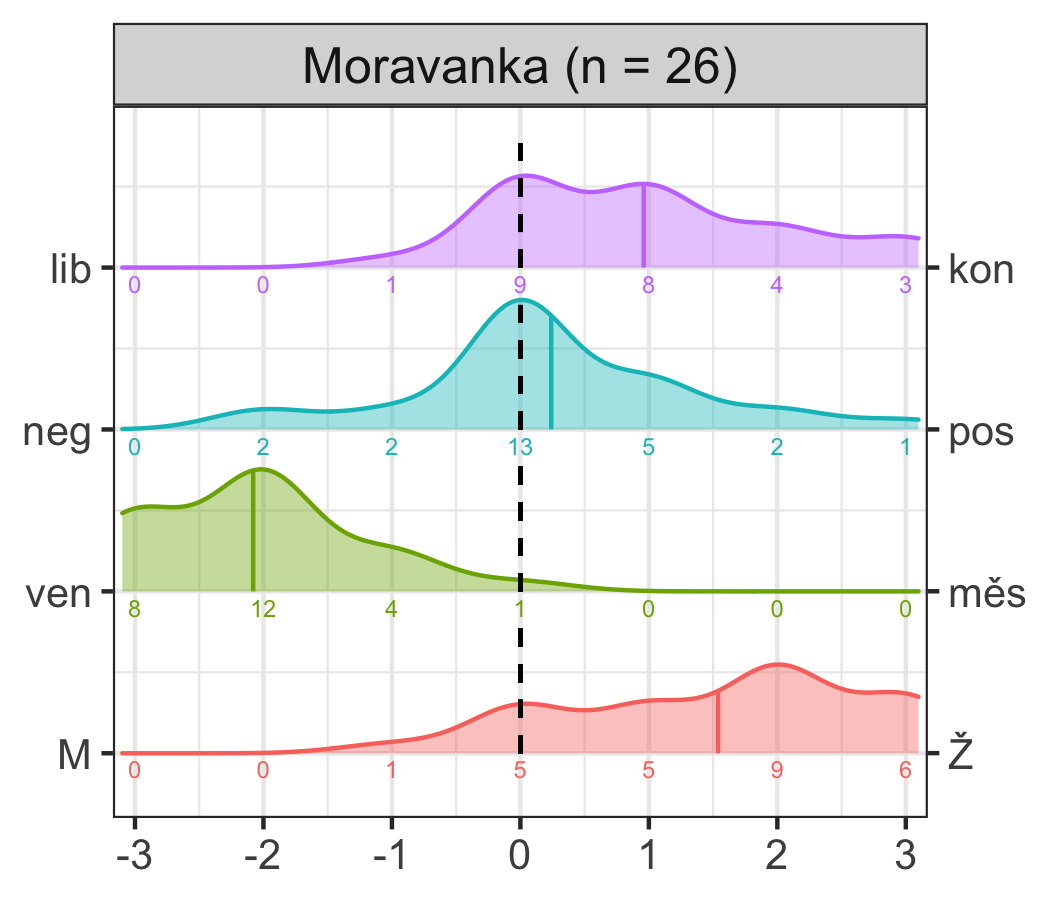 Moravanka (n = 26)
lib kon
0 0 1 9 8 4 3
neg pos
0 2 2 13 5 2 1
ven měs
8 12 4 1 0 0 0
M Ž
0 0 1 5 5 9 6
-3 -2 -1 0 1 2 3